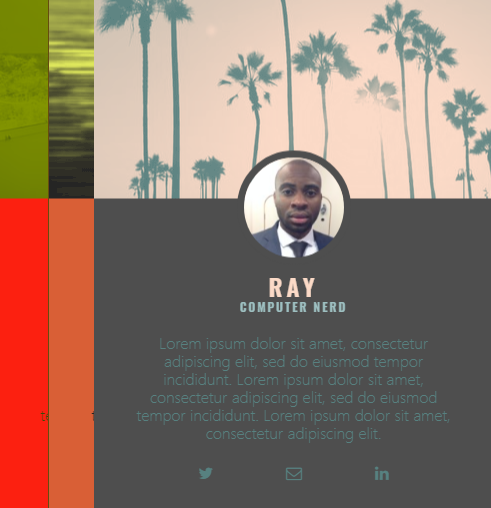 RAY
COMPUTER NERD
Lorem ipsum dolor sit amet, consectetur
adipiscing elit, sed do eiusmod tempor
incididunt. Lorem ipsum dolor sit amet,
consectetur adipiscing elit, sed do eiusmod
tempor incididunt. Lorem ipsum dolor sit amet,
consectetur adipiscing elit.